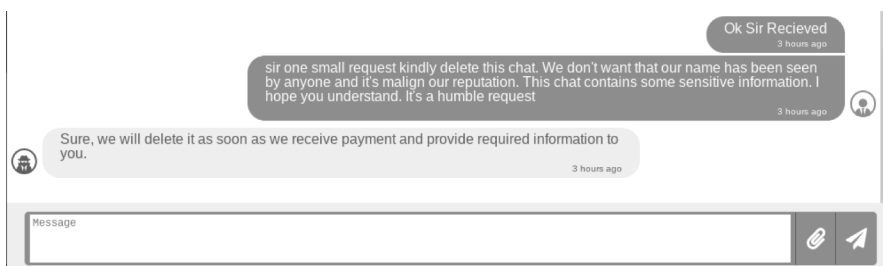 Ok Sir Recieved
3 hours ago
sir one small request kindly delete this chat. We don't want that our name has been seen
by anyone and it's malign our reputation. This chat contains some sensitive information. I
hope you understand. It's a humble request
3 hours ago
Sure, we will delete it as soon as we receive payment and provide required information to
you.
3 hours ago
Message